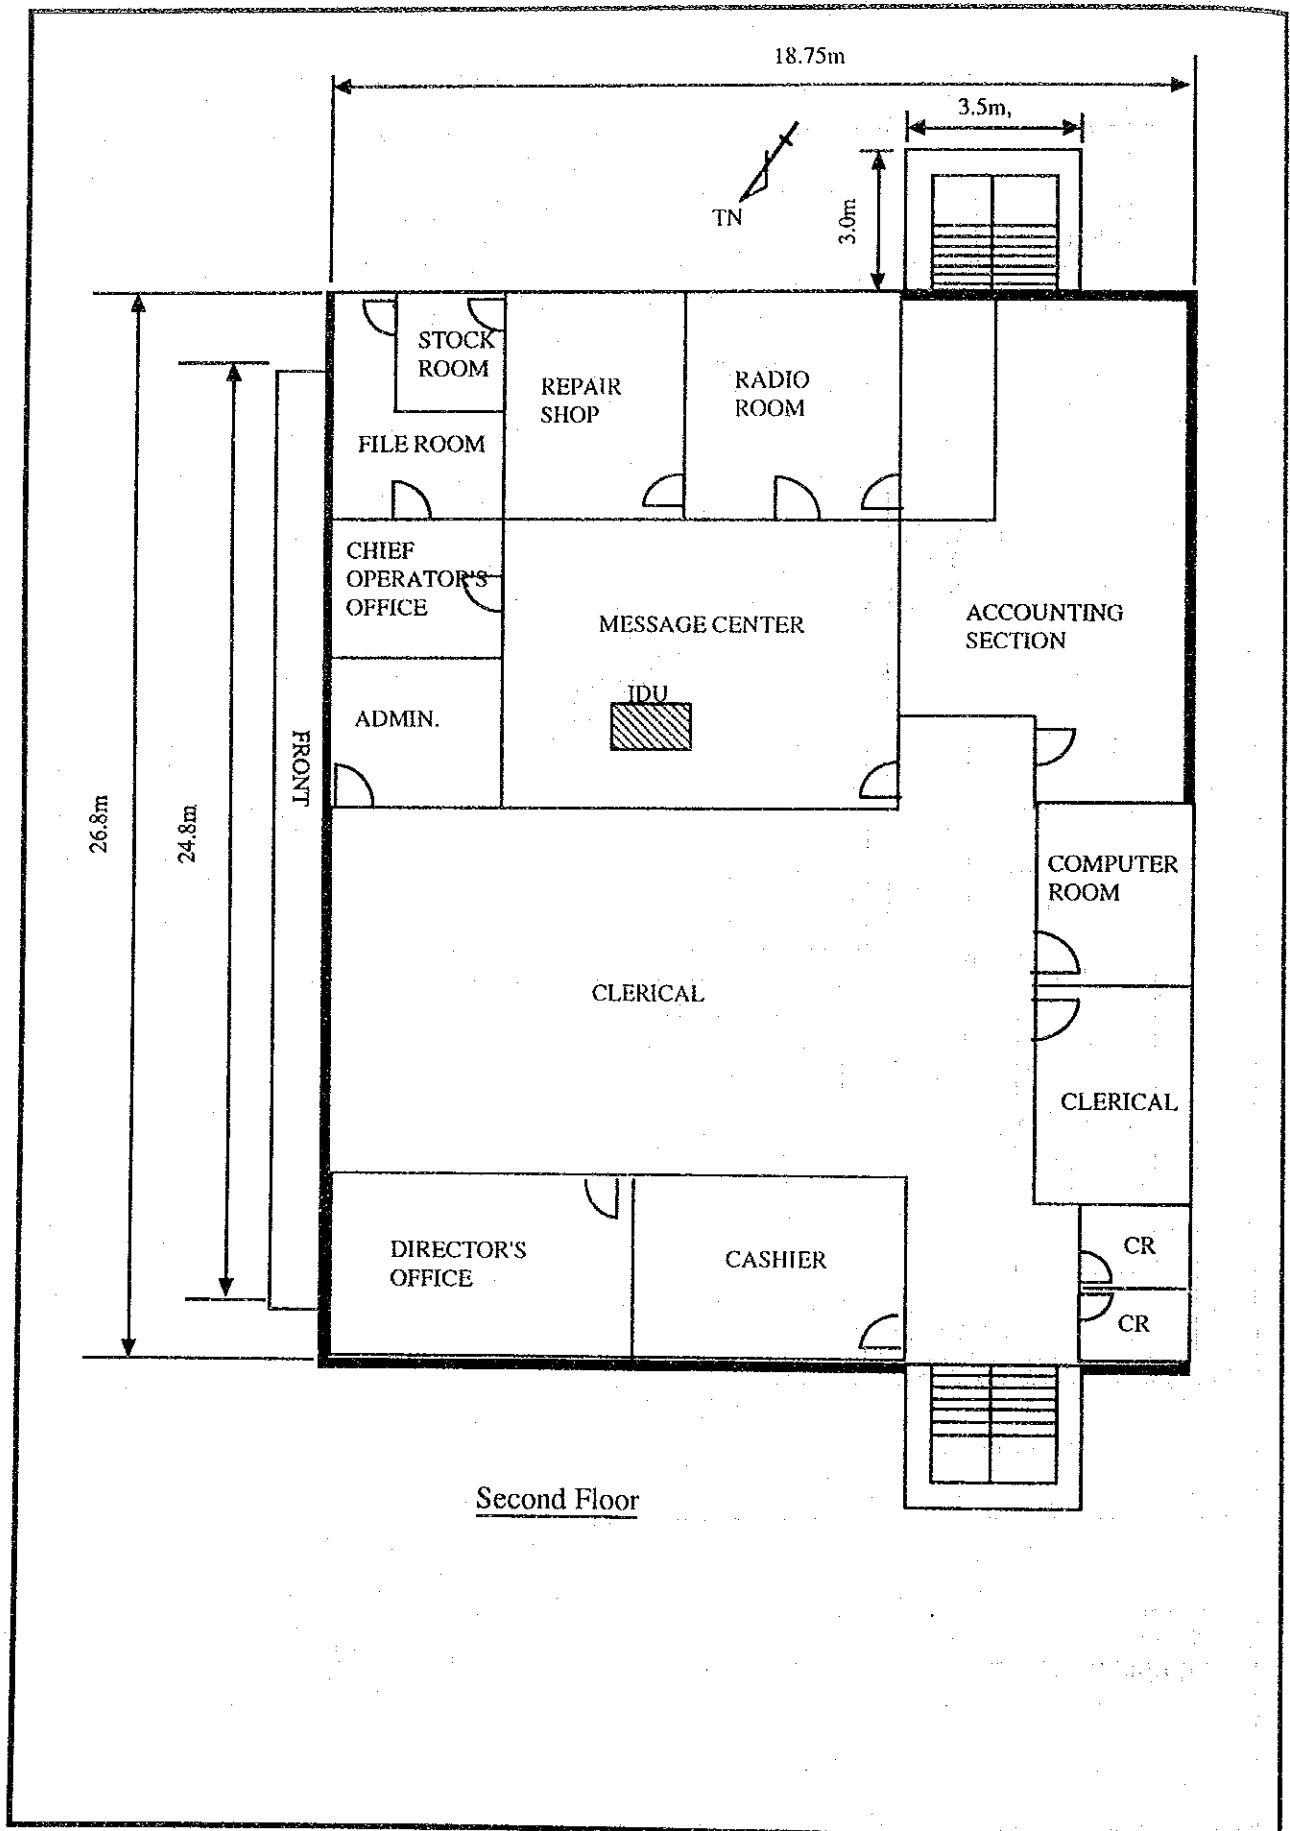 18.75m
3.5m,
TN
3.0m
STOCK
ROOM
REPAIR
SHOP
RADIO
ROOM
FILE ROOM
CHIEF
OPERATOR'S
OFFICE
MESSAGE CENTER
ACCOUNTING
SECTION
IDU
ADMIN.
FRONT
26.8m
24.8m
COMPUTER
ROOM
CLERICAL
CLERICAL
DIRECTOR'S
OFFICE
CASHIER
CR
CR
Second Floor